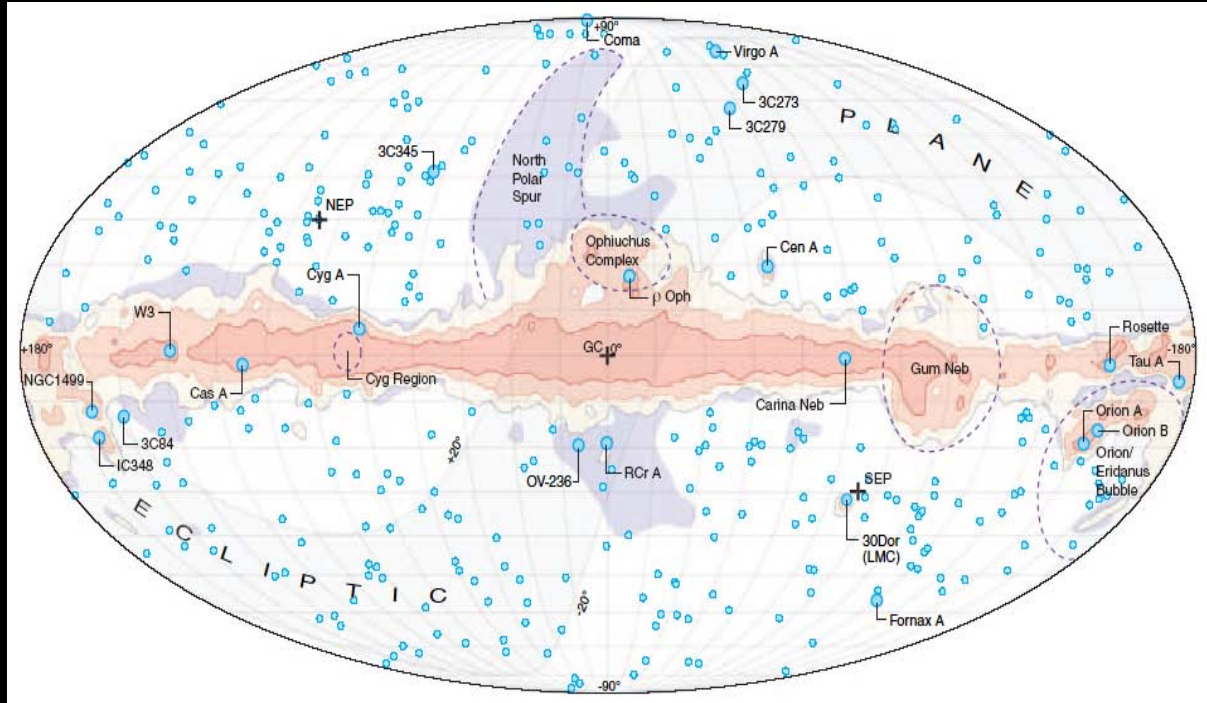 +90°
Coma
Virgo A
3C273
3C279
PLANE
3C345
North
Polar
Spur
NEP
Ophiuchus
Complex
Cen A
Cyg A
ρ Oph
W3
Rosette
+180°
GC 0°
-180°
Tau A
NGC1499
Cas A
Cyg Region
Gum Neb
Carina Neb
Orion A
Orion B
3C84
IC348
+20°
OV-236
RCr A
SEP
Orion/
Eridanus
Bubble
30Dor
(LMC)
ECLIPTIC
-20°
Fornax A
-90°